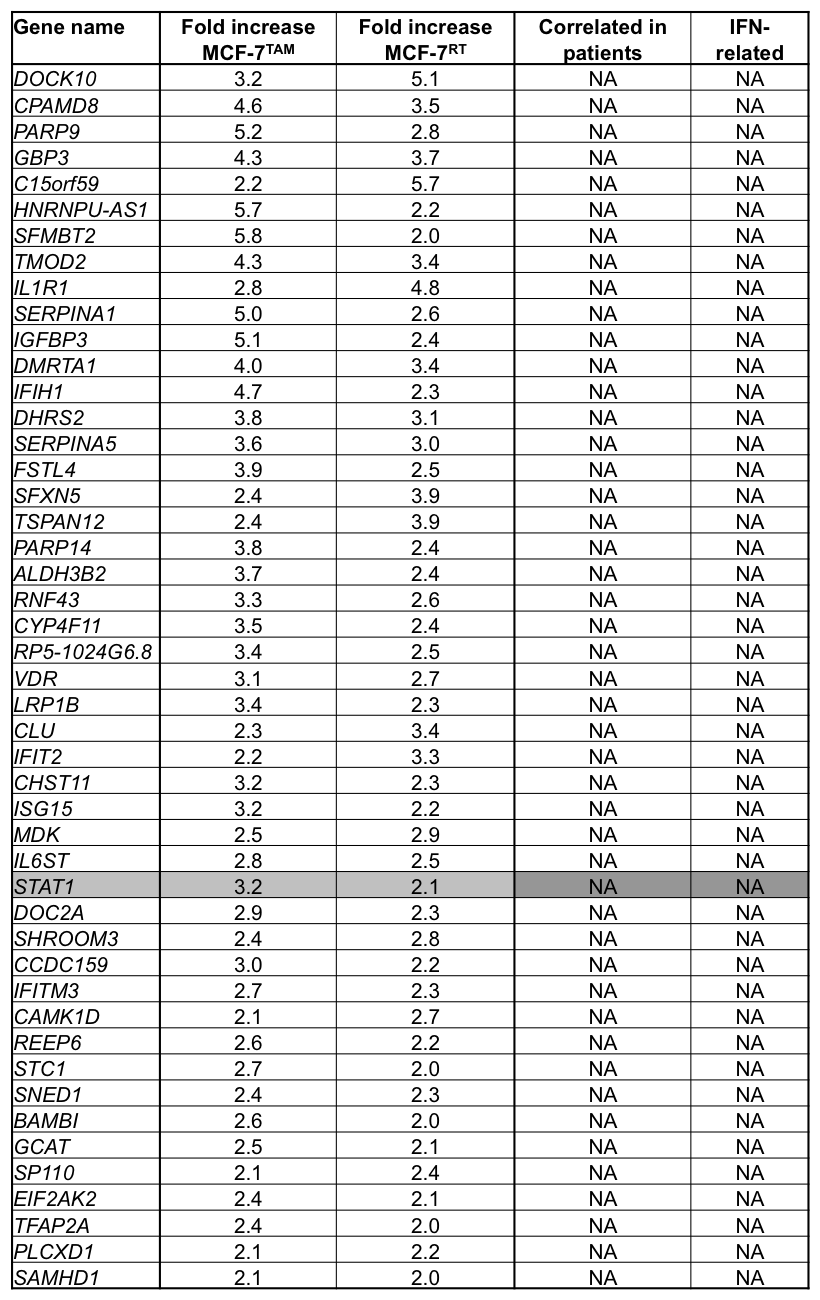 Gene name Fold increase Fold increase Correlated in IFN-
MCF-7TAM MCF-7RT patients related
DOCK10 3.2 5.1 NA NA
CPAMD8 4.6 3.5 NA NA
PARP9 5.2 2.8 NA NA
GBP3 4.3 3.7 NA NA
C15orf59 2.2 5.7 NA NA
HNRNPU-AS1 5.7 2.2 NA NA
SFMBT2 5.8 2.0 NA NA
TMOD2 4.3 3.4 NA NA
IL1R1 2.8 4.8 NA NA
SERPINA1 5.0 2.6 NA NA
IGFBP3 5.1 2.4 NA NA
DMRTA1 4.0 3.4 NA NA
IFIH1 4.7 2.3 NA NA
DHRS2 3.8 3.1 NA NA
SERPINA5 3.6 3.0 NA NA
FSTL4 3.9 2.5 NA NA
SFXN5 2.4 3.9 NA NA
TSPAN12 2.4 3.9 NA NA
PARP14 3.8 2.4 NA NA
ALDH3B2 3.7 2.4 NA NA
RNF43 3.3 2.6 NA NA
CYP4F11 3.5 2.4 NA NA
RP5-1024G6.8 3.4 2.5 NA NA
VDR 3.1 2.7 NA NA
LRP1B 3.4 2.3 NA NA
CLU 2.3 3.4 NA NA
IFIT2 2.2 3.3 NA NA
CHST11 3.2 2.3 NA NA
ISG15 3.2 2.2 NA NA
MDK 2.5 2.9 NA NA
IL6ST 2.8 2.5 NA NA
STAT1 3.2 2.1 NA NA
DOC2A 2.9 2.3 NA NA
SHROOM3 2.4 2.8 NA NA
CCDC159 3.0 2.2 NA NA
IFITM3 2.7 2.3 NA NA
CAMK1D 2.1 2.7 NA NA
REEP6 2.6 2.2 NA NA
STC1 2.7 2.0 NA NA
SNED1 2.4 2.3 NA NA
BAMBI 2.6 2.0 NA NA
GCAT 2.5 2.1 NA NA
SP110 2.1 2.4 NA NA
EIF2AK2 2.4 2.1 NA NA
TFAP2A 2.4 2.0 NA NA
PLCXD1 2.1 2.2 NA NA
SAMHD1 2.1 2.0 NA NA